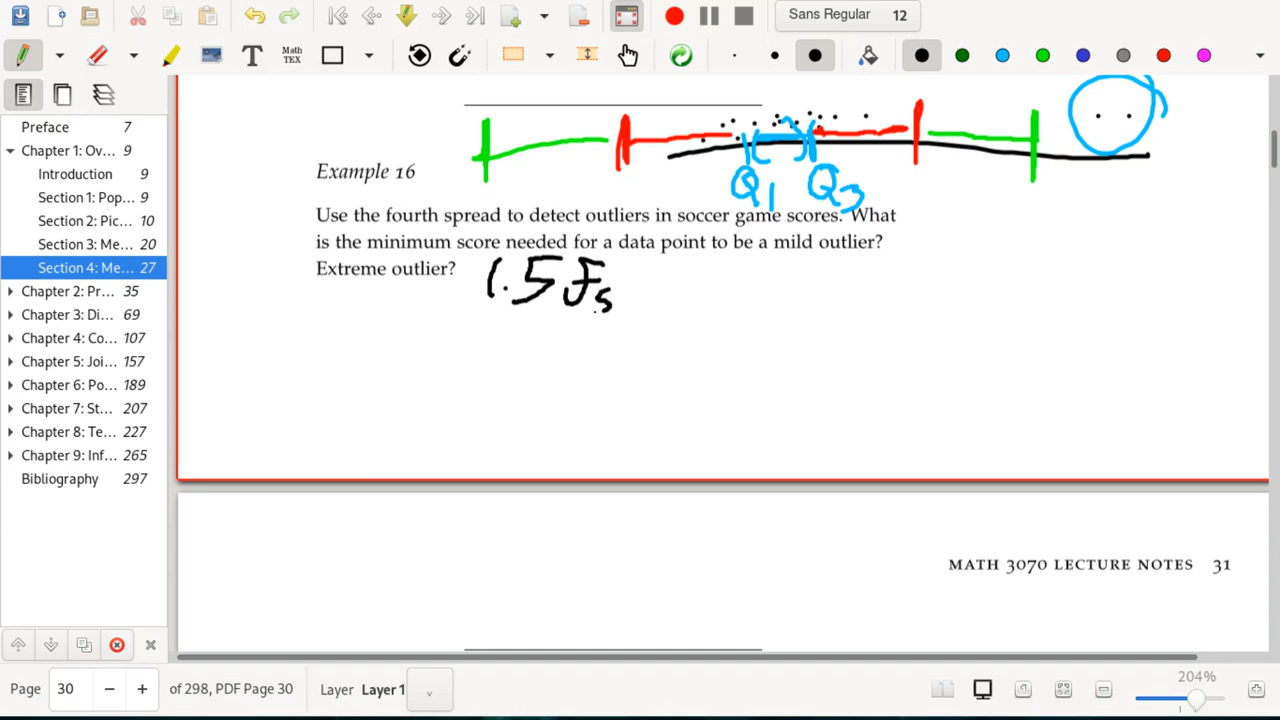 Sans Regular 12
Math
TEX
Preface 7
Chapter 1: Ov... 9
Introduction 9
Section 1: Pop... 9
Section 2: Pic... 10
Section 3: Me... 20
Section 4: Me... 27
Chapter 2: Pr... 35
Chapter 3: Di... 69
Chapter 4: Co... 107
Chapter 5: Joi... 157
Chapter 6: Po... 189
Chapter 7: St... 207
Chapter 8: Te... 227
Chapter 9: Inf... 265
Bibliography 297
Q1 Q3
Example 16
Use the fourth spread to detect outliers in soccer game scores. What
is the minimum score needed for a data point to be a mild outlier?
Extreme outlier? 1.5 Fs
MATH 3070 LECTURE NOTES 31
Page 30 of 298, PDF Page 30 Layer Layer 1 204%